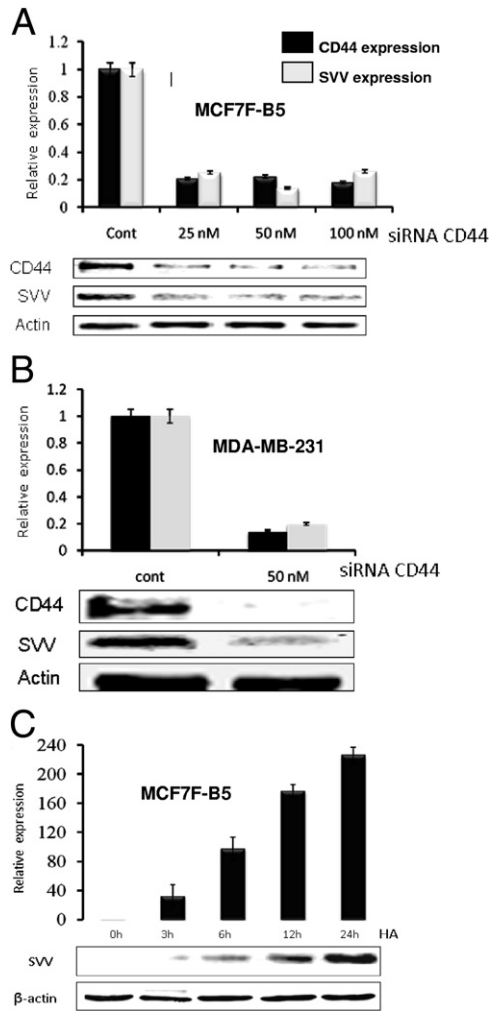 A
1.2
1
0.8
0.6
0.4
0.2
0
Relative expression
CD44 expression
SVV expression
MCF7F-B5
Cont 25 nM 50 nM 100 nM siRNA CD44
CD44
SVV
Actin
B
1.2
1
0.8
0.6
0.4
0.2
0
Relative expression
MDA-MB-231
cont 50 nM siRNA CD44
CD44
SVV
Actin
C
240
200
160
120
80
40
0
Relative expression
MCF7F-B5
0h 3h 6h 12h 24h HA
SVV
β-actin